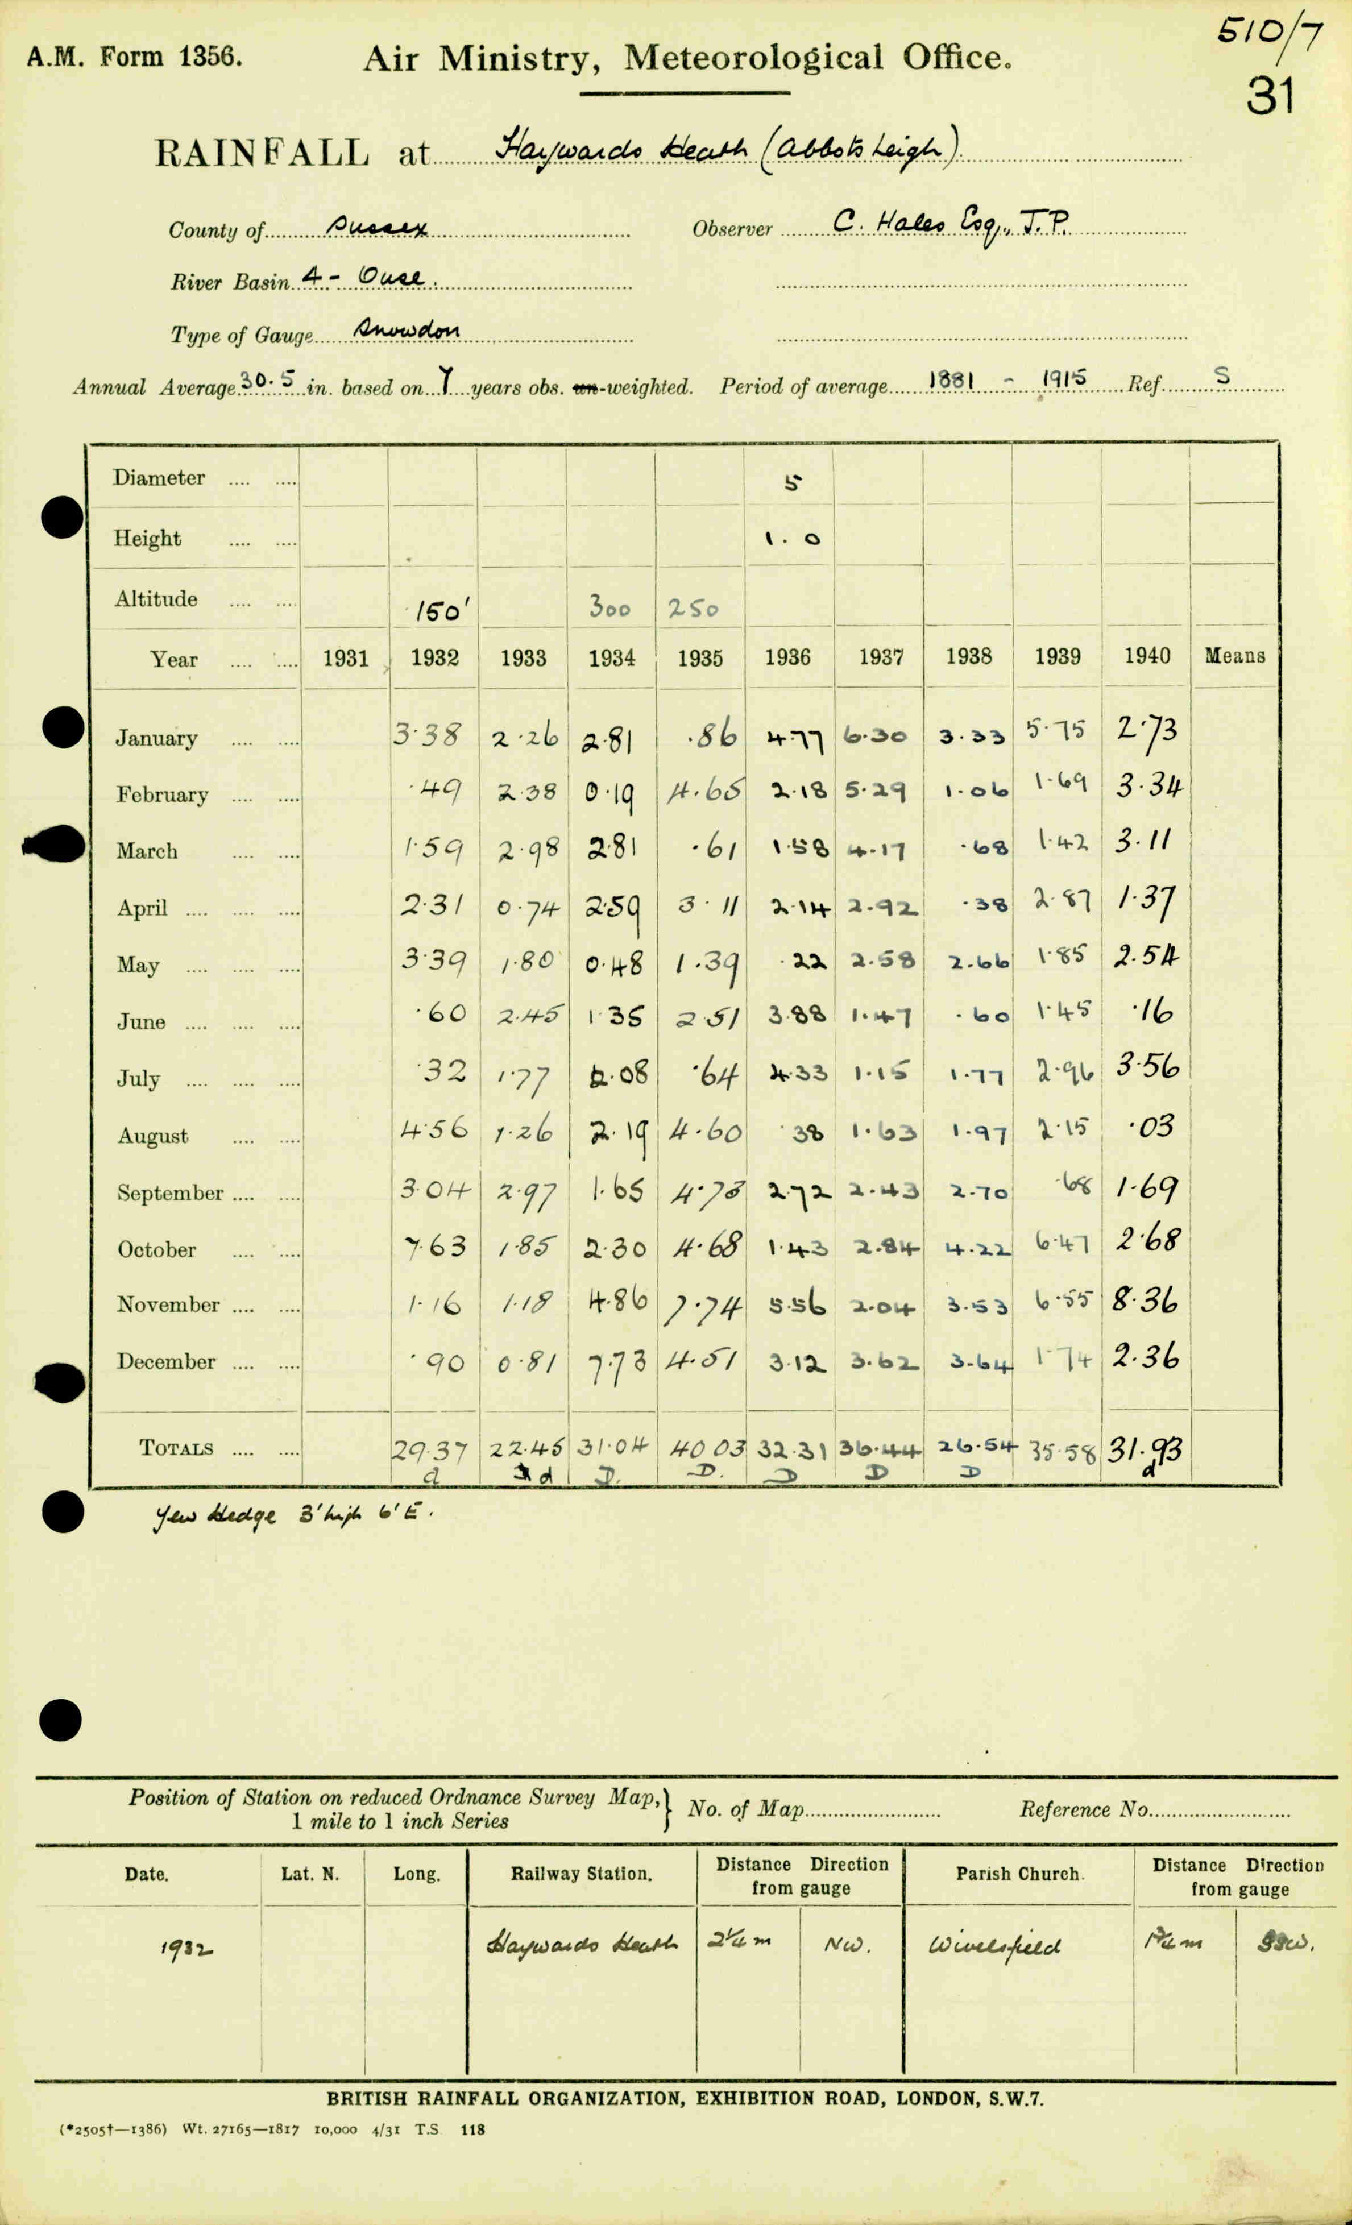 510/7
A.M. Form 1356. Air Ministry, Meteorological Office.
31
RAINFALL at Haywards Heath (Abbots Leigh)
County of Sussex Observer C. Hales Esq., J.P.
River Basin 4 - Ouse.
Type of Gauge Snowdon
Annual Average 30.5 in. based on 7 years obs. un-weighted. Period of average 1881 - 1915 Ref. S
Diameter .... .... 5
Height .... .... 1.0
Altitude .... .... 150' 300 250
Year .... .... 1931 1932 1933 1934 1935 1936 1937 1938 1939 1940 Means
January .... .... 3.38 2.26 2.81 .86 4.77 6.30 3.33 5.75 2.73
February .... .... .49 2.38 0.19 4.65 2.18 5.29 1.06 1.69 3.34
March .... .... 1.59 2.98 2.81 .61 1.58 4.17 .68 1.42 3.11
April .... .... .... 2.31 0.74 2.59 3.11 2.14 2.92 .38 2.87 1.37
May .... .... .... 3.39 1.80 0.48 1.39 .22 2.58 2.66 1.85 2.54
June .... .... .... .60 2.45 1.35 2.51 3.88 1.47 .60 1.45 .16
July .... .... .... .32 1.77 2.08 .64 4.33 1.15 1.77 2.96 3.56
August .... .... 4.56 1.26 2.19 4.60 .38 1.63 1.97 2.15 .03
September .... .... 3.04 2.97 1.65 4.73 2.72 2.43 2.70 .68 1.69
October .... .... 7.63 1.85 2.30 4.68 1.43 2.84 4.22 6.47 2.68
November .... .... 1.16 1.18 4.86 7.74 5.56 2.04 3.53 6.55 8.36
December .... .... .90 0.81 7.73 4.51 3.12 3.62 3.64 1.74 2.36
TOTALS .... .... 29.37 22.45 31.04 40.03 32.31 36.44 26.54 35.58 31.93
d d D. D. D D D d
Yew Hedge 3' high 6' E.
Position of Station on reduced Ordnance Survey Map, } No. of Map Reference No.
1 mile to 1 inch Series
Date. Lat. N. Long. Railway Station. Distance Direction from gauge Parish Church. Distance Direction from gauge
1932 Haywards Heath 2¼ m NW. Wivelsfield 1¾ m SSW.
BRITISH RAINFALL ORGANIZATION, EXHIBITION ROAD, LONDON, S.W.7.
(*2505†—1386) Wt. 27165—1817 10,000 4/31 T.S. 118